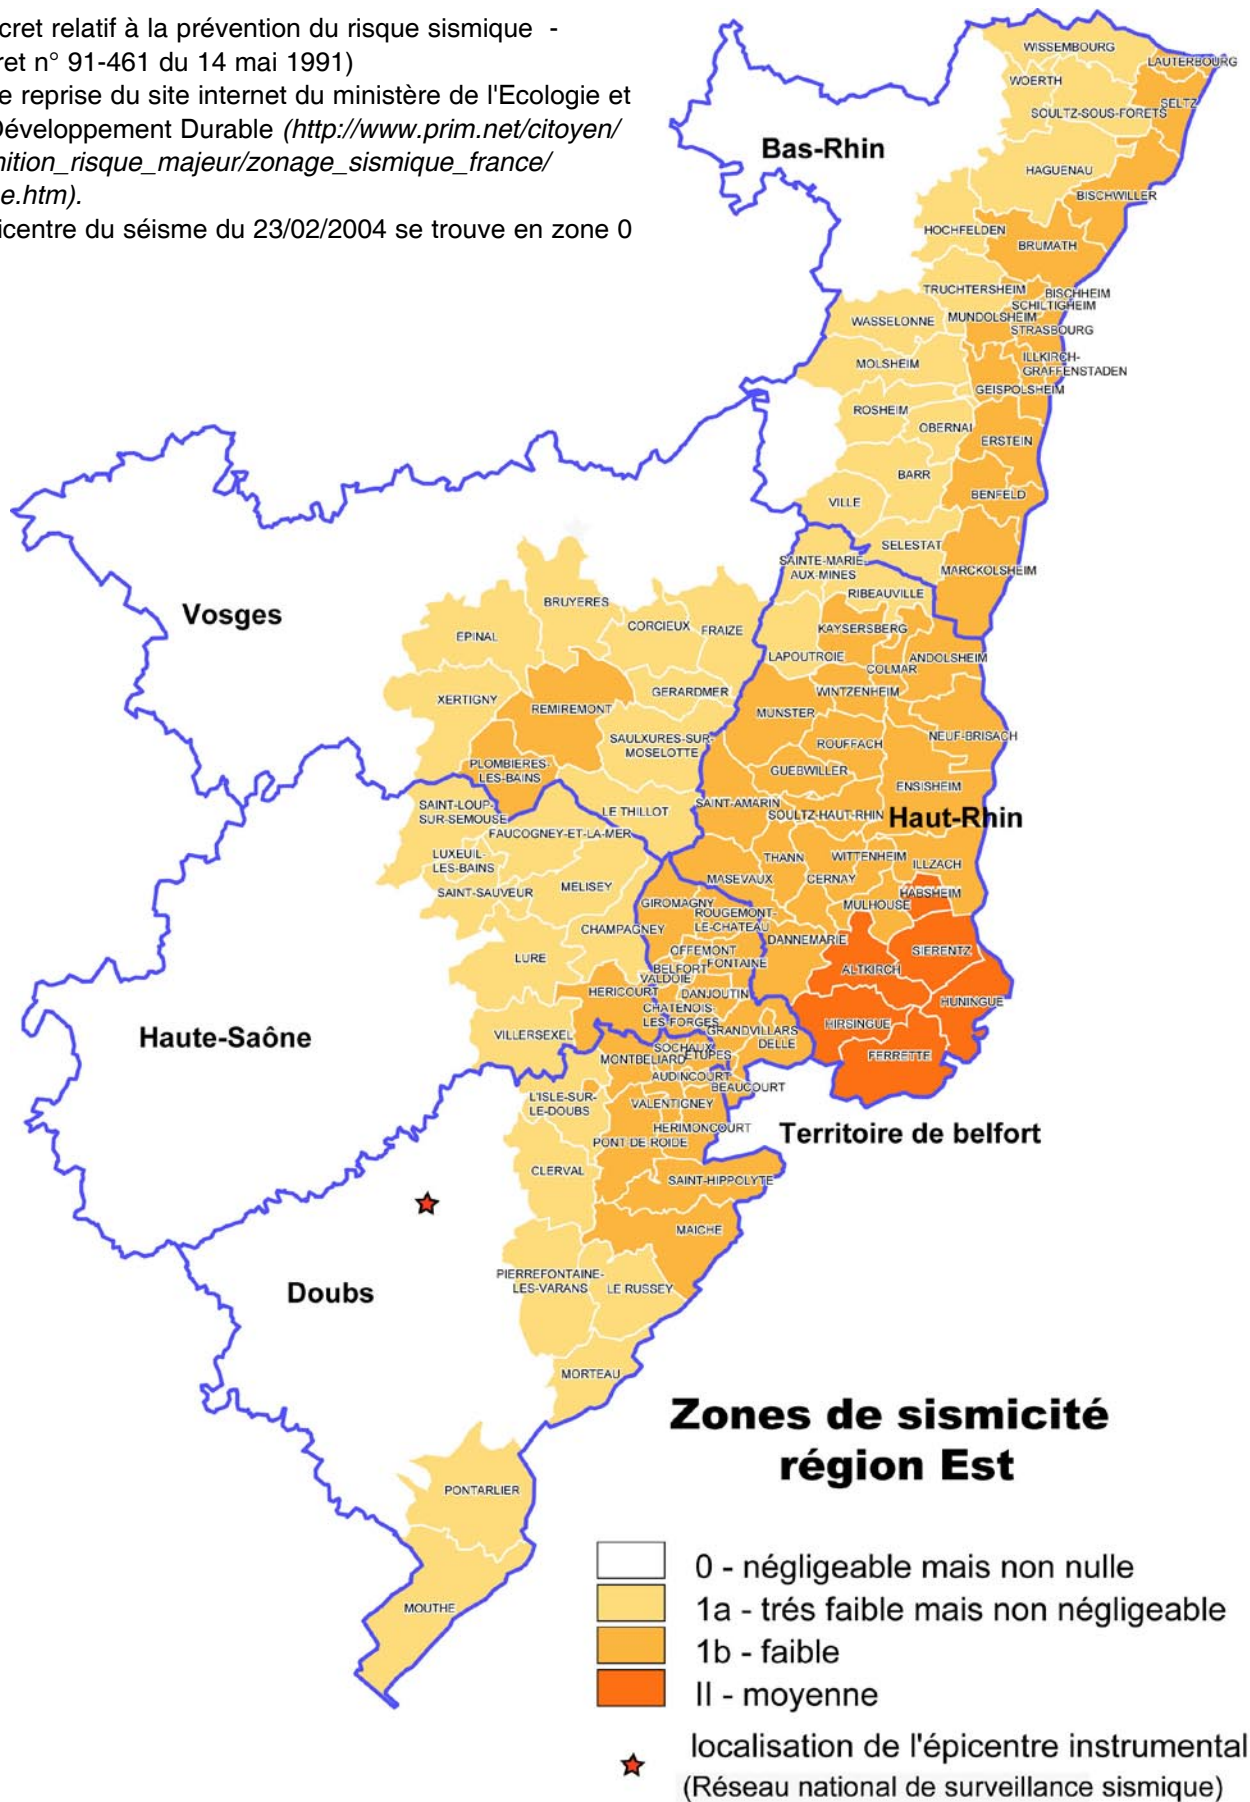 cret relatif à la prévention du risque sismique -
ret n° 91-461 du 14 mai 1991)
e reprise du site internet du ministère de l'Ecologie et
Développement Durable (http://www.prim.net/citoyen/
nition_risque_majeur/zonage_sismique_france/
e.htm).
icentre du séisme du 23/02/2004 se trouve en zone 0
WISSEMBOURG
LAUTERBOURG
WOERTH
SELTZ
SOULTZ-SOUS-FORETS
Bas-Rhin
HAGUENAU
BISCHWILLER
HOCHFELDEN
BRUMATH
TRUCHTERSHEIM
BISCHHEIM
SCHILTIGHEIM
WASSELONNE
MUNDOLSHEIM
STRASBOURG
MOLSHEIM
ILLKIRCH-
GRAFFENSTADEN
GEISPOLSHEIM
ROSHEIM
OBERNAI
ERSTEIN
BARR
BENFELD
VILLE
SELESTAT
SAINTE-MARIE-
AUX-MINES
MARCKOLSHEIM
RIBEAUVILLE
Vosges
BRUYERES
CORCIEUX
FRAIZE
KAYSERSBERG
EPINAL
LAPOUTROIE
ANDOLSHEIM
COLMAR
XERTIGNY
GERARDMER
WINTZENHEIM
REMIREMONT
MUNSTER
SAULXURES-SUR-
MOSELOTTE
ROUFFACH
NEUF-BRISACH
PLOMBIERES-
LES-BAINS
GUEBWILLER
ENSISHEIM
SAINT-LOUP-
SUR-SEMOUSE
LE THILLOT
SAINT-AMARIN
SOULTZ-HAUT-RHIN
Haut-Rhin
FAUCOGNEY-ET-LA-MER
LUXEUIL-
LES-BAINS
THANN
WITTENHEIM
ILLZACH
SAINT-SAUVEUR
MELISEY
MASEVAUX
CERNAY
HABSHEIM
GIROMAGNY
MULHOUSE
ROUGEMONT-
LE-CHATEAU
CHAMPAGNEY
DANNEMARIE
LURE
OFFEMONT
SIERENTZ
FONTAINE
BELFORT
ALTKIRCH
VALDOIE
HERICOURT
DANJOUTIN
HUNINGUE
CHATENOIS-
LES-FORGES
Haute-Saône
VILLERSEXEL
GRANDVILLARS
HIRSINGUE
DELLE
SOCHAUX
ETUPES
MONTBELIARD
FERRETTE
AUDINCOURT
BEAUCOURT
L'ISLE-SUR-
LE-DOUBS
VALENTIGNEY
HERIMONCOURT
Territoire de belfort
PONT-DE-ROIDE
CLERVAL
SAINT-HIPPOLYTE
MAICHE
PIERREFONTAINE-
LES-VARANS
LE RUSSEY
Doubs
MORTEAU
PONTARLIER
MOUTHE
Zones de sismicité
région Est
0 - négligeable mais non nulle
1a - trés faible mais non négligeable
1b - faible
II - moyenne
localisation de l'épicentre instrumental
(Réseau national de surveillance sismique)